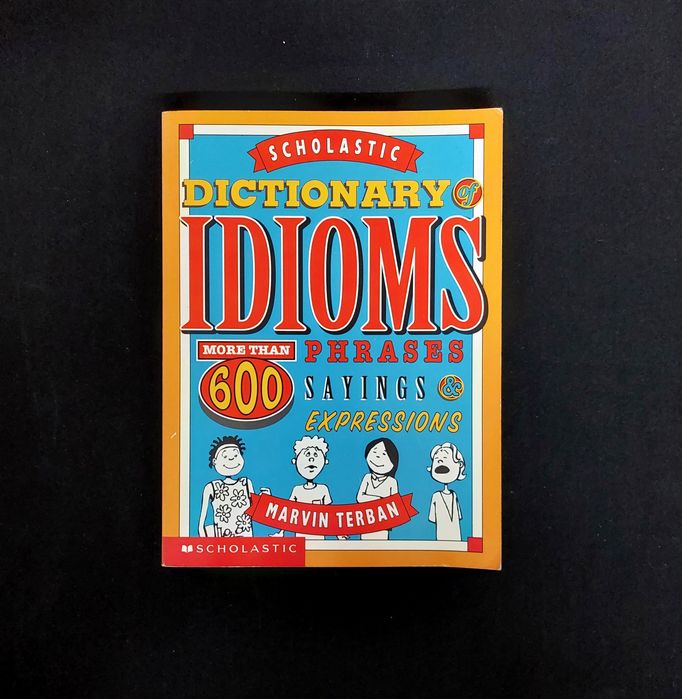 SCHOLASTIC
DICTIONARY of
IDIOMS
MORE THAN
600
PHRASES
SAYINGS &
EXPRESSIONS
MARVIN TERBAN
SCHOLASTIC